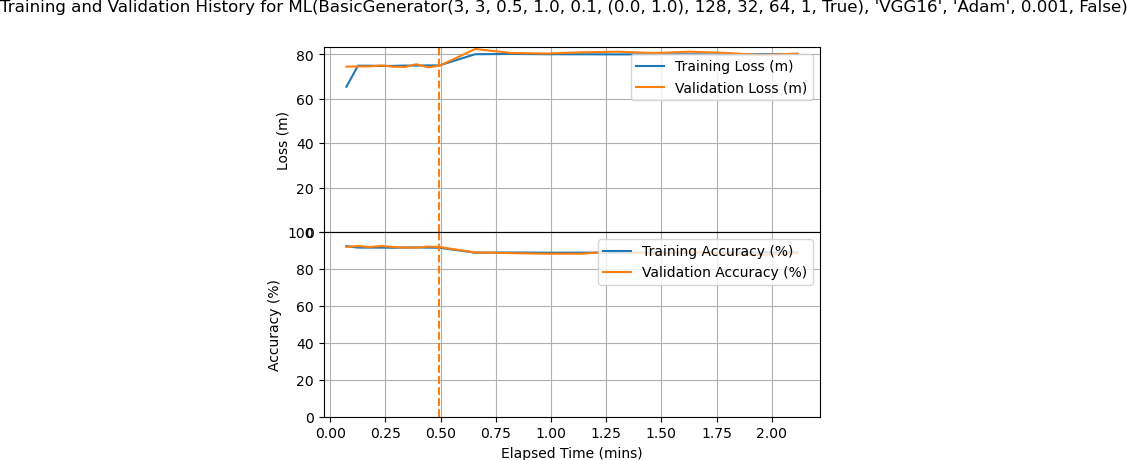 Training and Validation History for ML(BasicGenerator(3, 3, 0.5, 1.0, 0.1, (0.0, 1.0), 128, 32, 64, 1, True), 'VGG16', 'Adam', 0.001, False)
80
60
40
20
0
Loss (m)
Training Loss (m)
Validation Loss (m)
100
80
60
40
20
0
Accuracy (%)
Training Accuracy (%)
Validation Accuracy (%)
0.00 0.25 0.50 0.75 1.00 1.25 1.50 1.75 2.00
Elapsed Time (mins)